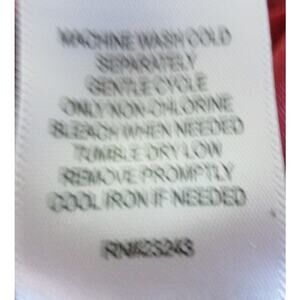 MACHINE WASH COLD
SEPARATELY
GENTLE CYCLE
ONLY NON-CHLORINE
BLEACH WHEN NEEDED
TUMBLE DRY LOW
REMOVE PROMPTLY
COOL IRON IF NEEDED
RN#23243